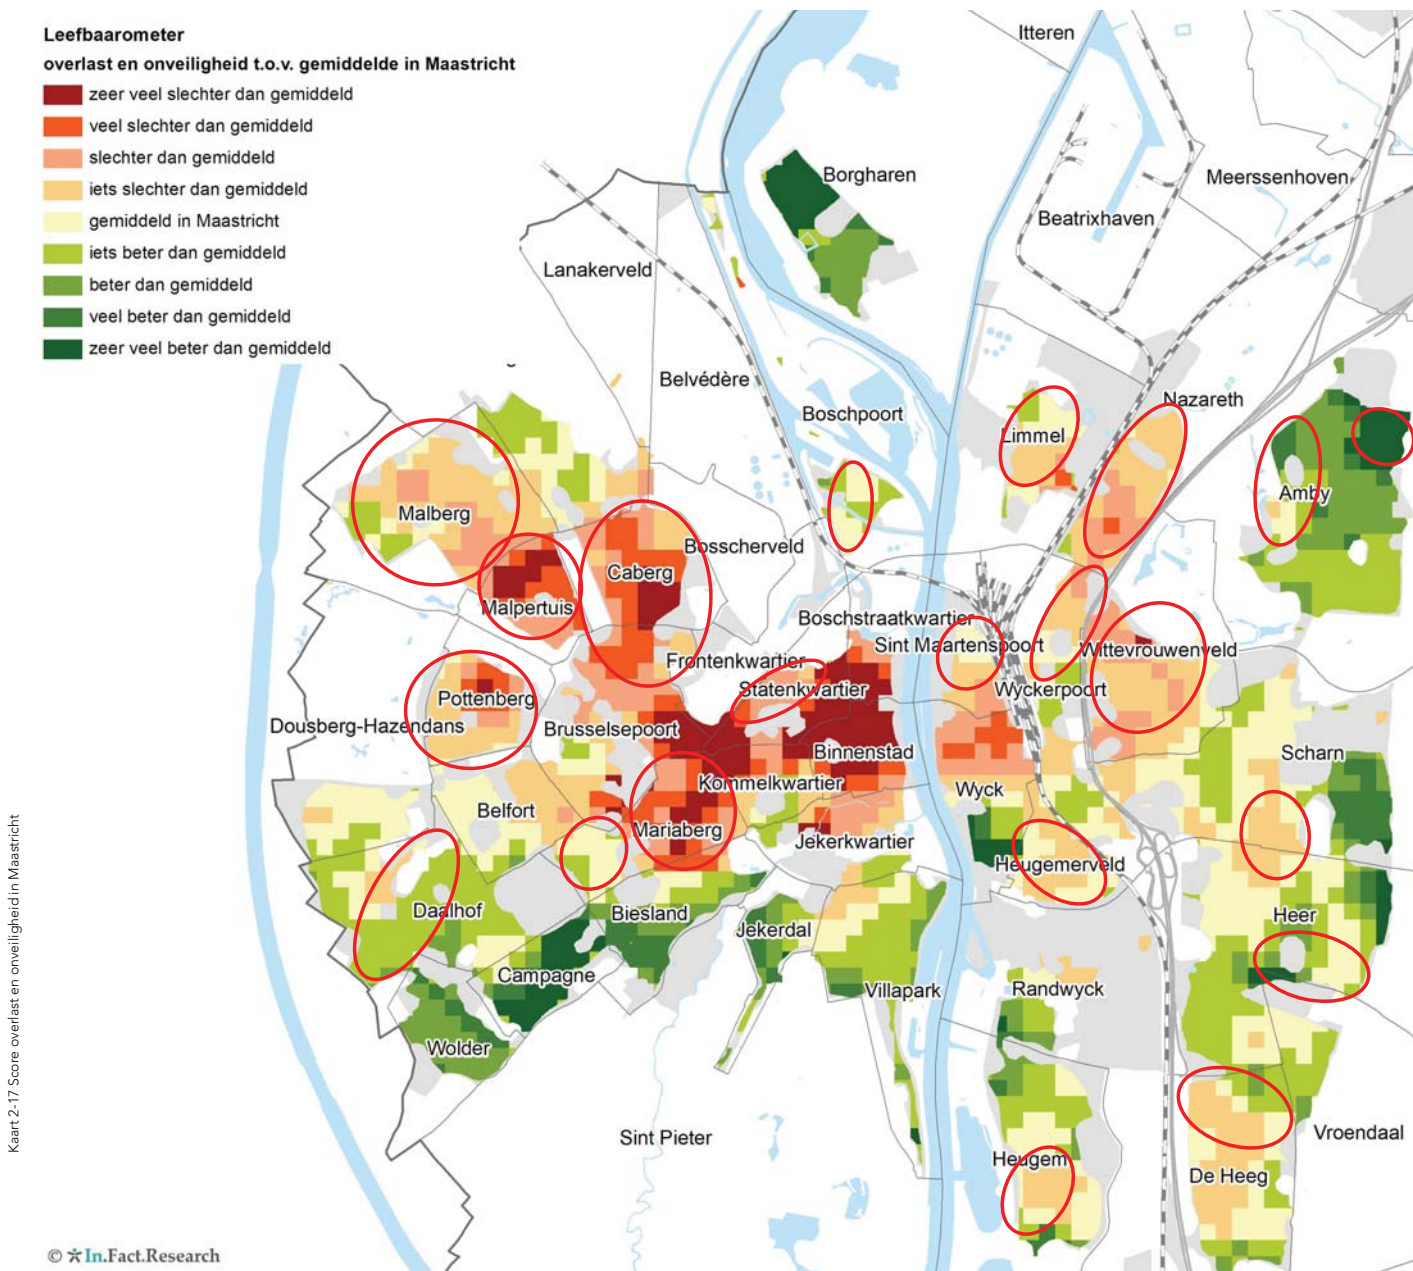 Leefbaarometer
overlast en onveiligheid t.o.v. gemiddelde in Maastricht
zeer veel slechter dan gemiddeld
veel slechter dan gemiddeld
slechter dan gemiddeld
iets slechter dan gemiddeld
gemiddeld in Maastricht
iets beter dan gemiddeld
beter dan gemiddeld
veel beter dan gemiddeld
zeer veel beter dan gemiddeld
Itteren
Borgharen
Meerssenhoven
Beatrixhaven
Lanakerveld
Belvédère
Boschpoort
Nazareth
Limmel
Amby
Malberg
Bosscherveld
Caberg
Malpertuis
Boschstraatkwartier
Sint Maartenspoort
Wittevrouwenveld
Frontenkwartier
Statenkwartier
Wyckerpoort
Pottenberg
Dousberg-Hazendans
Brusselsepoort
Binnenstad
Scharn
Kommelkwartier
Wyck
Belfort
Mariaberg
Jekerkwartier
Heugemerveld
Daalhof
Biesland
Jekerdal
Heer
Campagne
Villapark
Randwyck
Wolder
Sint Pieter
Vroendaal
Heugem
De Heeg
Kaart 2-17 Score overlast en onveiligheid in Maastricht
© In.Fact.Research